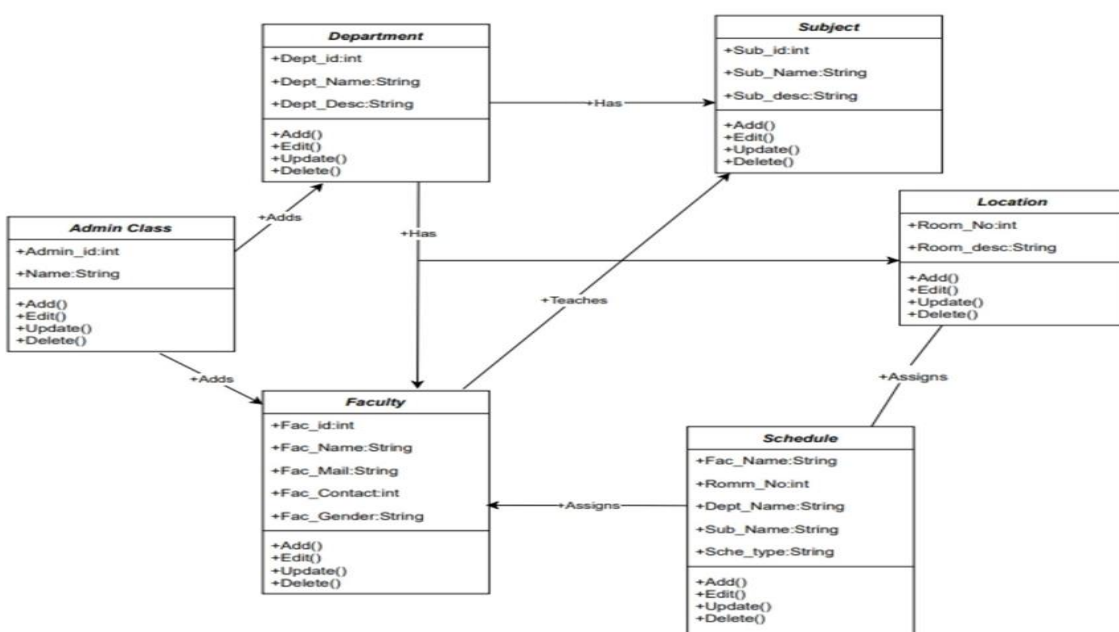 Department
+Dept_id:int
+Dept_Name:String
+Dept_Desc:String
+Add()
+Edit()
+Update()
+Delete()
Subject
+Sub_id:int
+Sub_Name:String
+Sub_desc:String
+Add()
+Edit()
+Update()
+Delete()
+Has
+Adds
+Has
Admin Class
+Admin_id:int
+Name:String
+Add()
+Edit()
+Update()
+Delete()
Location
+Room_No:int
+Room_desc:String
+Add()
+Edit()
+Update()
+Delete()
+Teaches
+Adds
+Assigns
Faculty
+Fac_id:int
+Fac_Name:String
+Fac_Mail:String
+Fac_Contact:int
+Fac_Gender:String
+Add()
+Edit()
+Update()
+Delete()
+Assigns
Schedule
+Fac_Name:String
+Romm_No:int
+Dept_Name:String
+Sub_Name:String
+Sche_type:String
+Add()
+Edit()
+Update()
+Delete()